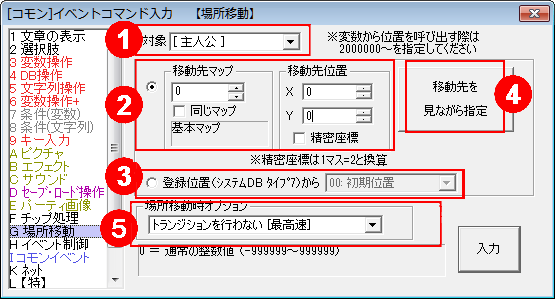 [コモン]イベントコマンド入力 【場所移動】
1 文章の表示
2 選択肢
3 変数操作
4 DB操作
5 文字列操作
6 変数操作+
7 条件(変数)
8 条件(文字列)
9 キー入力
A ピクチャ
B エフェクト
C サウンド
D セーブ・ロード操作
E パーティ画像
F チップ処理
G 場所移動
H イベント制御
I コモンイベント
K ネット
L 【特】
1
対象
[ 主人公 ]
※変数から位置を呼び出す際は
2000000～を指定してください
2
移動先マップ
0
同じマップ
基本マップ
移動先位置
X 0
Y 0
精密座標
4
移動先を
見ながら指定
※精密座標は1マス=2と換算
3
登録位置(システムDB タイプ7)から
00: 初期位置
5
場所移動時オプション
トランジションを行わない [最高速]
0 = 通常の整数値 (-999999～999999)
入力